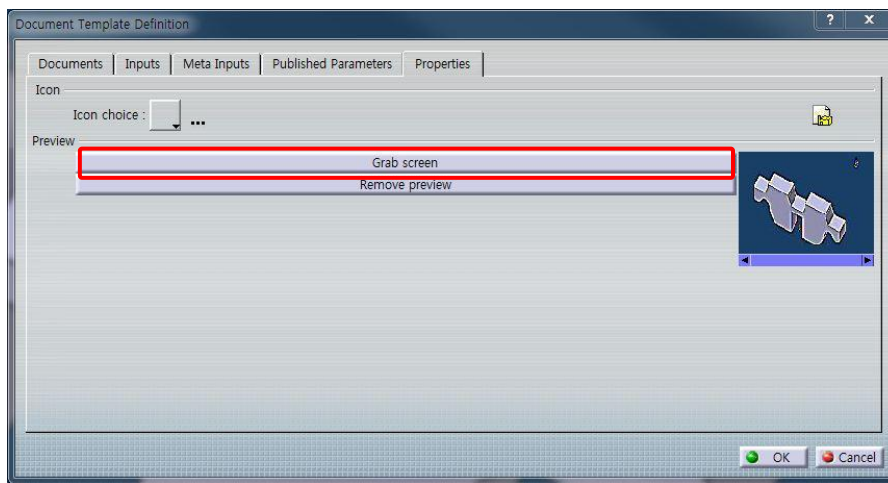 Document Template Definition
? X
Documents Inputs Meta Inputs Published Parameters Properties
Icon
Icon choice : ...
Preview
Grab screen
Remove preview
OK Cancel